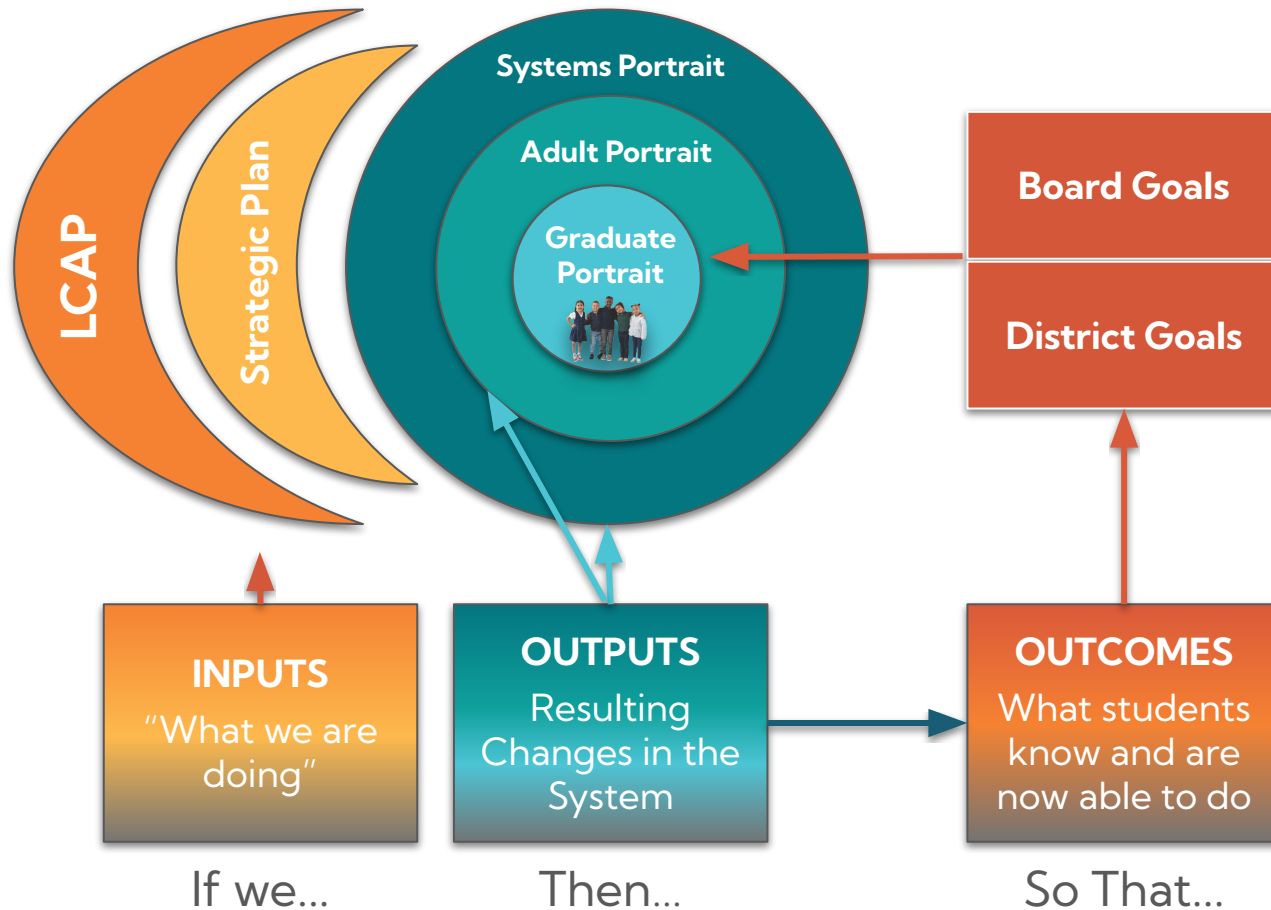 LCAP
Strategic Plan
Systems Portrait
Adult Portrait
Graduate
Portrait
Board Goals
District Goals
INPUTS
“What we are
doing”
OUTPUTS
Resulting
Changes in the
System
OUTCOMES
What students
know and are
now able to do
If we...
Then...
So That...